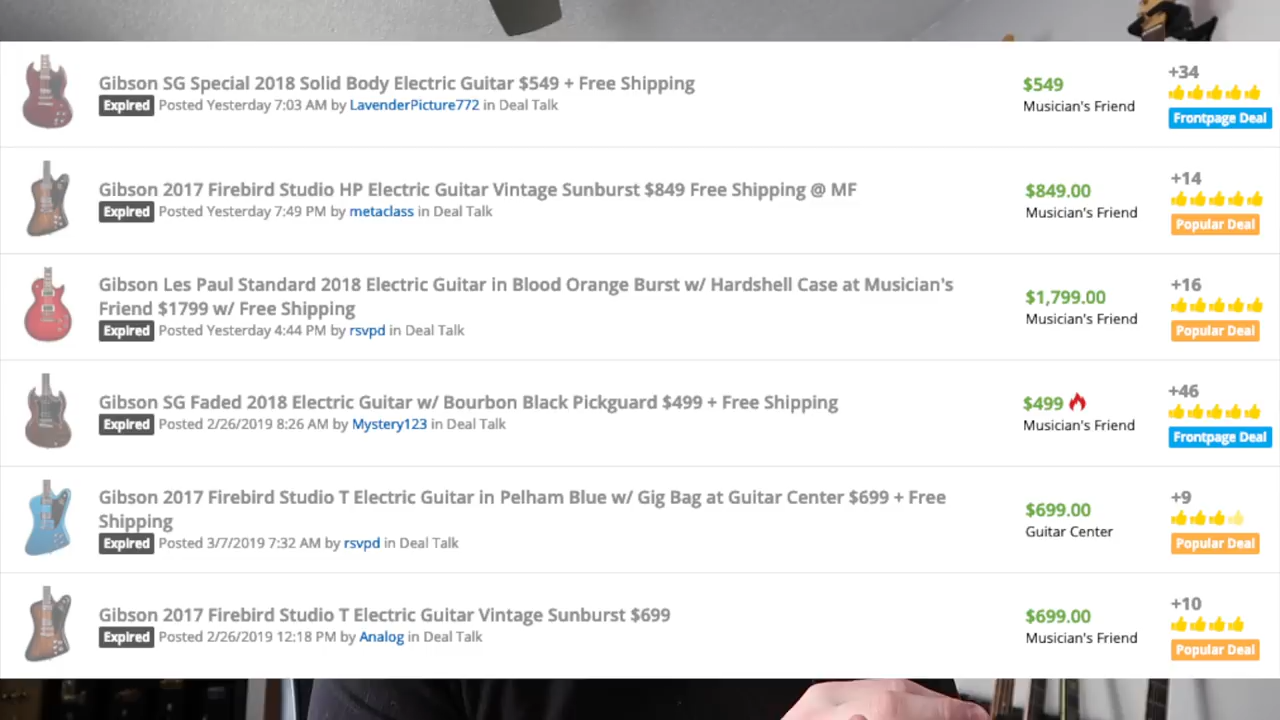 Gibson SG Special 2018 Solid Body Electric Guitar $549 + Free Shipping
Expired Posted Yesterday 7:03 AM by LavenderPicture772 in Deal Talk
$549
Musician's Friend
+34
Frontpage Deal
Gibson 2017 Firebird Studio HP Electric Guitar Vintage Sunburst $849 Free Shipping @ MF
Expired Posted Yesterday 7:49 PM by metaclass in Deal Talk
$849.00
Musician's Friend
+14
Popular Deal
Gibson Les Paul Standard 2018 Electric Guitar in Blood Orange Burst w/ Hardshell Case at Musician's
Friend $1799 w/ Free Shipping
Expired Posted Yesterday 4:44 PM by rsvpd in Deal Talk
$1,799.00
Musician's Friend
+16
Popular Deal
Gibson SG Faded 2018 Electric Guitar w/ Bourbon Black Pickguard $499 + Free Shipping
Expired Posted 2/26/2019 8:26 AM by Mystery123 in Deal Talk
$499
Musician's Friend
+46
Frontpage Deal
Gibson 2017 Firebird Studio T Electric Guitar in Pelham Blue w/ Gig Bag at Guitar Center $699 + Free
Shipping
Expired Posted 3/7/2019 7:32 AM by rsvpd in Deal Talk
$699.00
Guitar Center
+9
Popular Deal
Gibson 2017 Firebird Studio T Electric Guitar Vintage Sunburst $699
Expired Posted 2/26/2019 12:18 PM by Analog in Deal Talk
$699.00
Musician's Friend
+10
Popular Deal